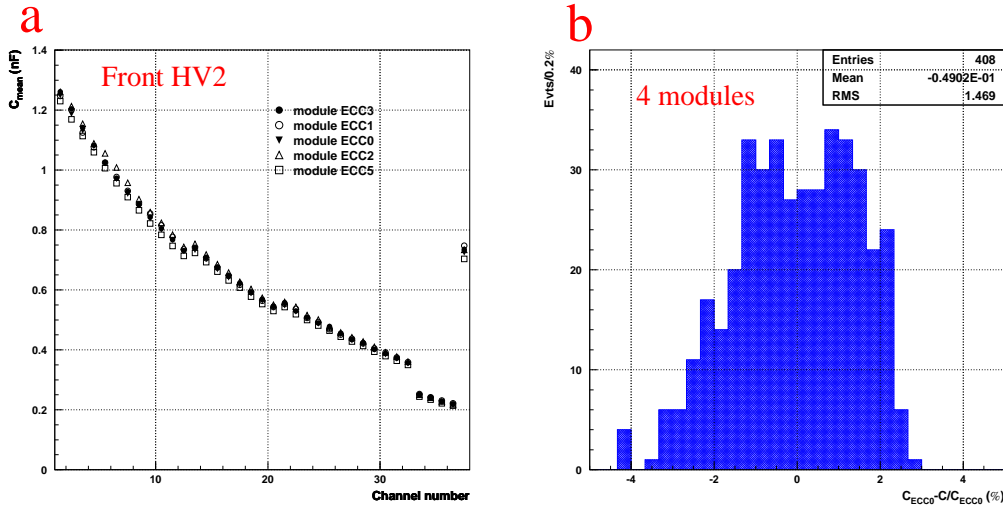 a
C_mean (nF)
1.4
1.2
1
0.8
0.6
0.4
0.2
0
Front HV2
module ECC3
module ECC1
module ECC0
module ECC2
module ECC5
10
20
30
Channel number
b
Evts/0.2%
40
30
20
10
0
4 modules
Entries 408
Mean -0.4902E-01
RMS 1.469
-4
-2
0
2
4
C_ECC0-C/C_ECC0 (%)